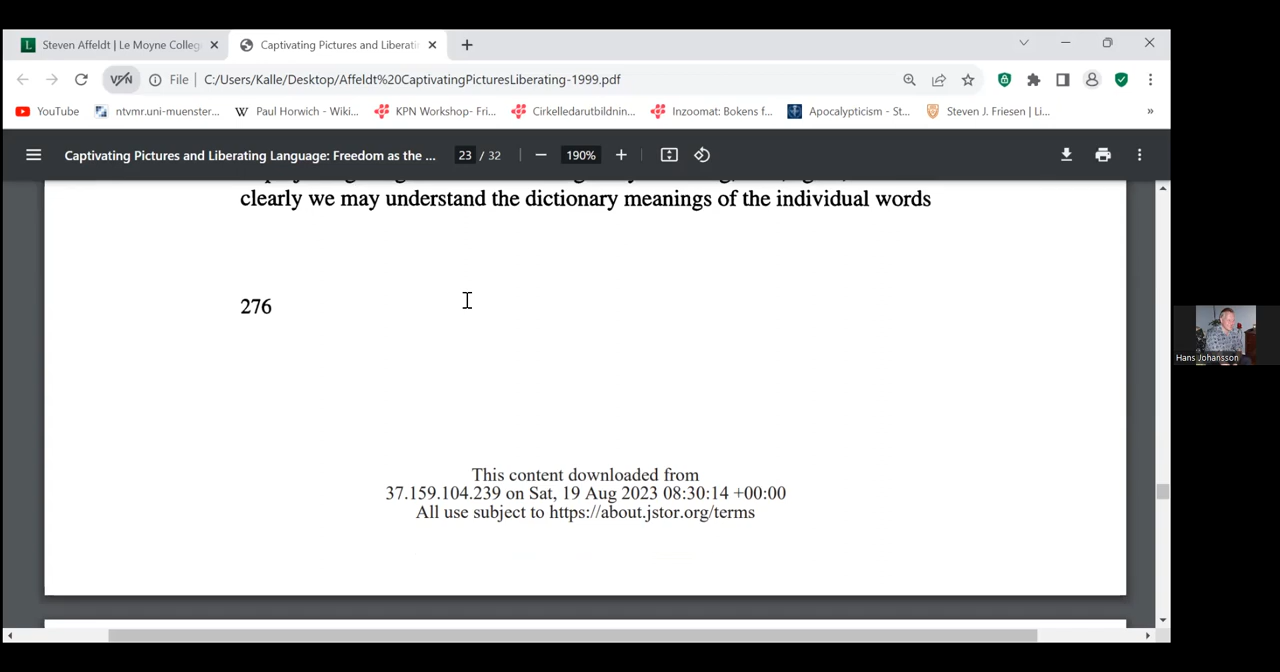 Steven Affeldt | Le Moyne Colleg
Captivating Pictures and Liberati
VPN
File
C:/Users/Kalle/Desktop/Affeldt%20CaptivatingPicturesLiberating-1999.pdf
YouTube
ntvmr.uni-muenster...
Paul Horwich - Wiki...
KPN Workshop- Fri...
Cirkelledarutbildnin...
Inzoomat: Bokens f...
Apocalypticism - St...
Steven J. Friesen | Li...
»
Captivating Pictures and Liberating Language: Freedom as the ...
23 / 32
190%
clearly we may understand the dictionary meanings of the individual words
276
This content downloaded from
37.159.104.239 on Sat, 19 Aug 2023 08:30:14 +00:00
All use subject to https://about.jstor.org/terms
Hans Johansson